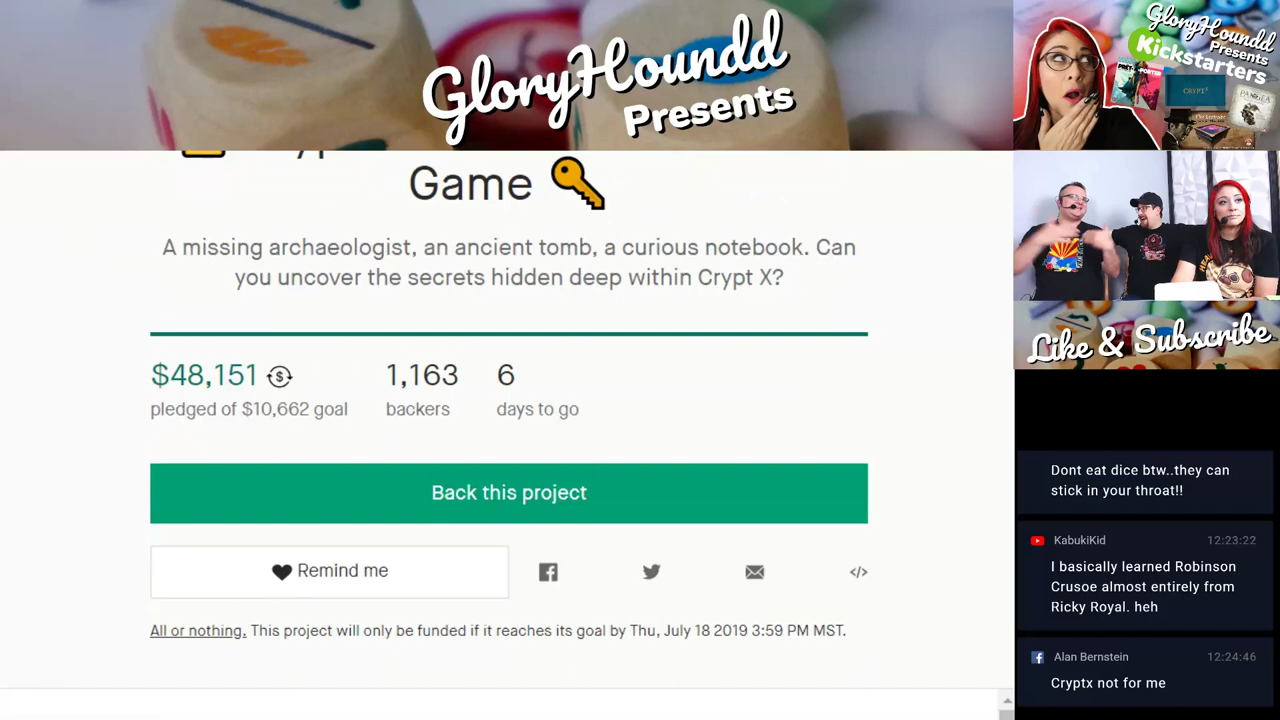 GloryHoundd
Presents
Game
A missing archaeologist, an ancient tomb, a curious notebook. Can
you uncover the secrets hidden deep within Crypt X?
$48,151
1,163
6
pledged of $10,662 goal
backers
days to go
Back this project
Remind me
</>
All or nothing. This project will only be funded if it reaches its goal by Thu, July 18 2019 3:59 PM MST.
GloryHoundd
Presents
Kickstarters
CRYPT X
PANGEA
Like & Subscribe
Dont eat dice btw..they can
stick in your throat!!
KabukiKid
12:23:22
I basically learned Robinson
Crusoe almost entirely from
Ricky Royal. heh
Alan Bernstein
12:24:46
Cryptx not for me